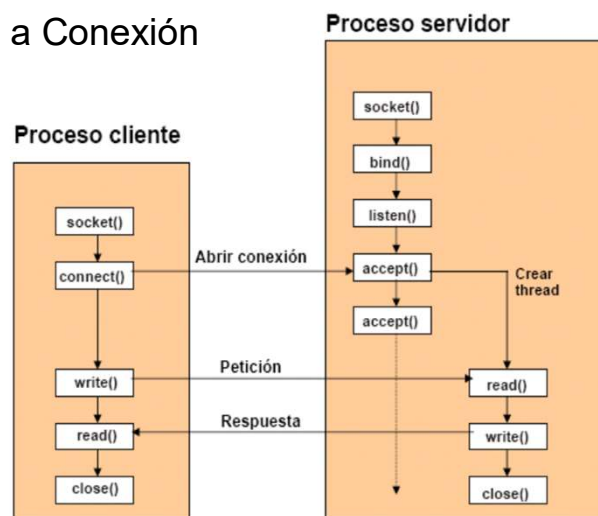 a Conexión
Proceso servidor
Proceso cliente
socket()
bind()
listen()
socket()
Abrir conexión
connect()
accept()
Crear
thread
accept()
Petición
write()
read()
Respuesta
read()
write()
close()
close()